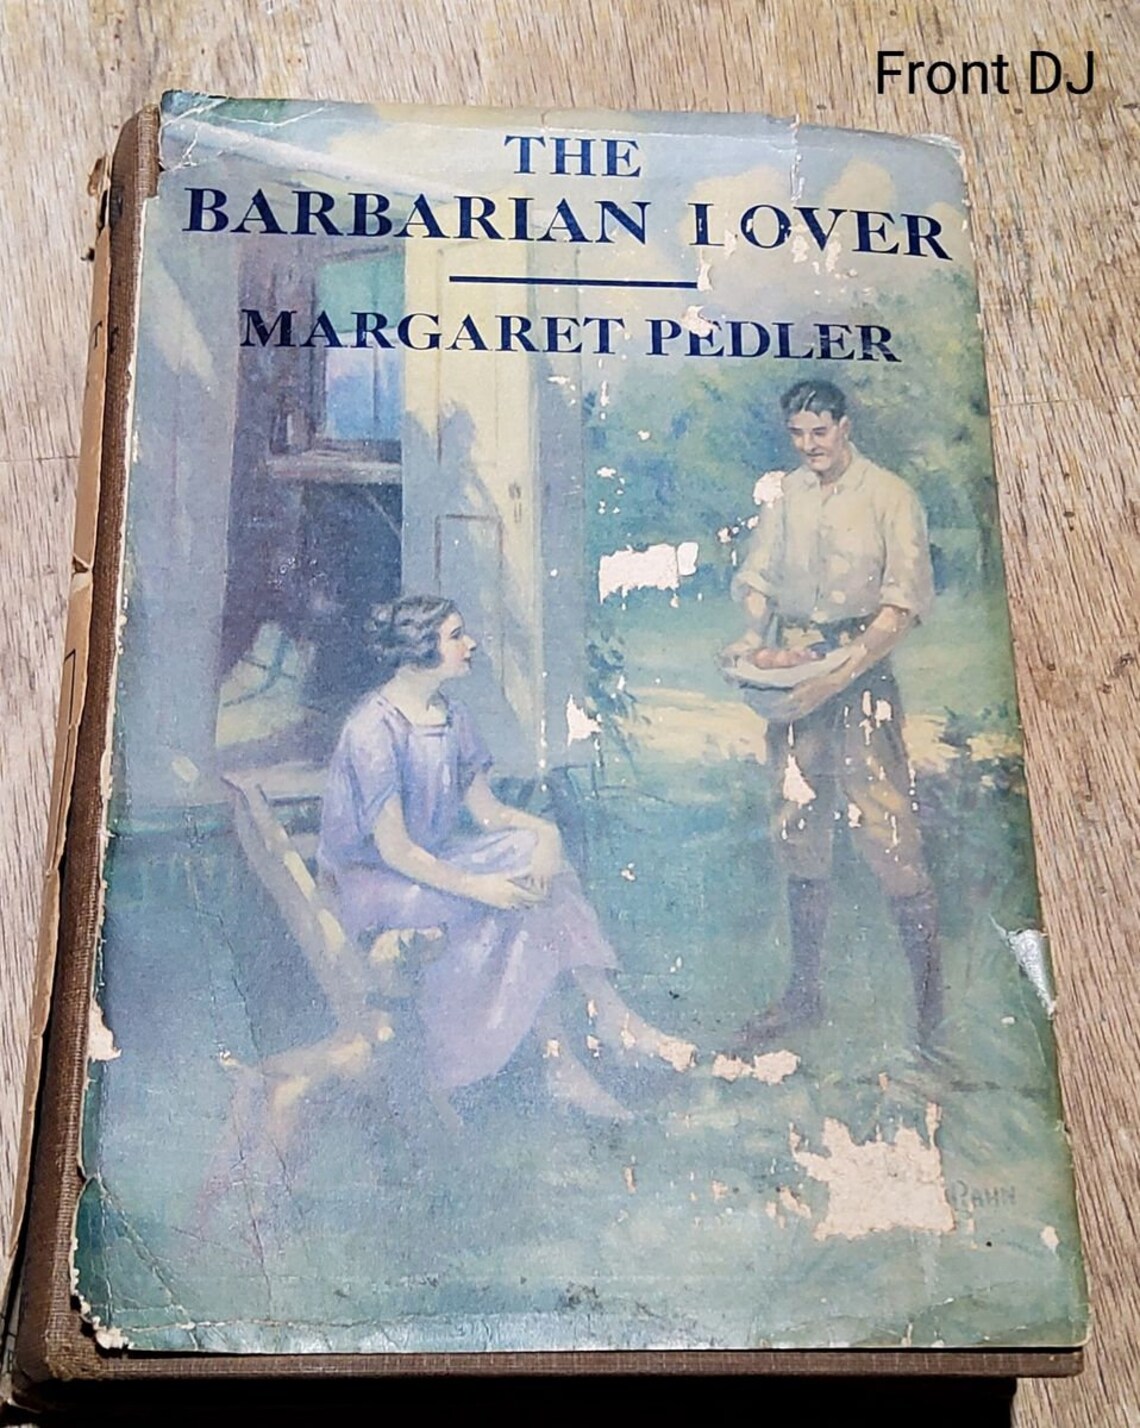 Front DJ
THE
BARBARIAN LOVER
MARGARET PEDLER